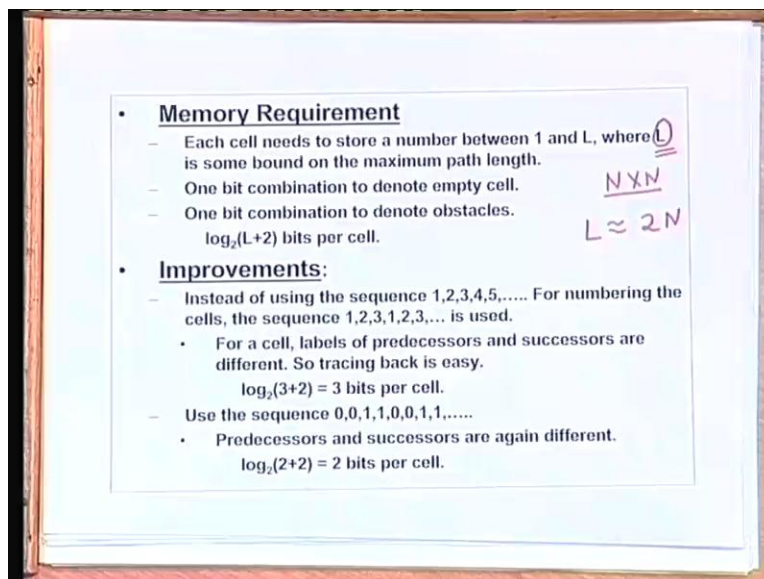 • Memory Requirement
– Each cell needs to store a number between 1 and L, where L
is some bound on the maximum path length.
– One bit combination to denote empty cell.
N X N
– One bit combination to denote obstacles.
L ≈ 2N
log₂(L+2) bits per cell.
• Improvements:
– Instead of using the sequence 1,2,3,4,5,..... For numbering the
cells, the sequence 1,2,3,1,2,3,... is used.
• For a cell, labels of predecessors and successors are
different. So tracing back is easy.
log₂(3+2) = 3 bits per cell.
– Use the sequence 0,0,1,1,0,0,1,1,.....
• Predecessors and successors are again different.
log₂(2+2) = 2 bits per cell.